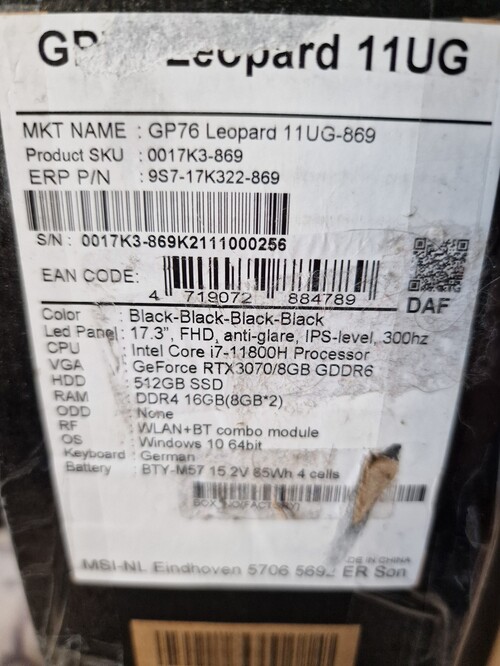 Leopard 11UG
MKT NAME : GP76 Leopard 11UG-869
Product SKU : 0017K3-869
ERP P/N : 9S7-17K322-869
S/N : 0017K3-869K2111000256
EAN CODE:
4 719072 884789
DAF
Color : Black-Black-Black-Black
Led Panel : 17.3", FHD, anti-glare, IPS-level, 300hz
CPU : Intel Core i7-11800H Processor
VGA : GeForce RTX3070/8GB GDDR6
HDD : 512GB SSD
RAM : DDR4 16GB(8GB*2)
ODD : None
RF : WLAN+BT combo module
OS : Windows 10 64bit
Keyboard : German
Battery : BTY-M57 15.2V 85Wh 4 cells
IN CHINA
MSI-NL Eindhoven 5706 ER Son